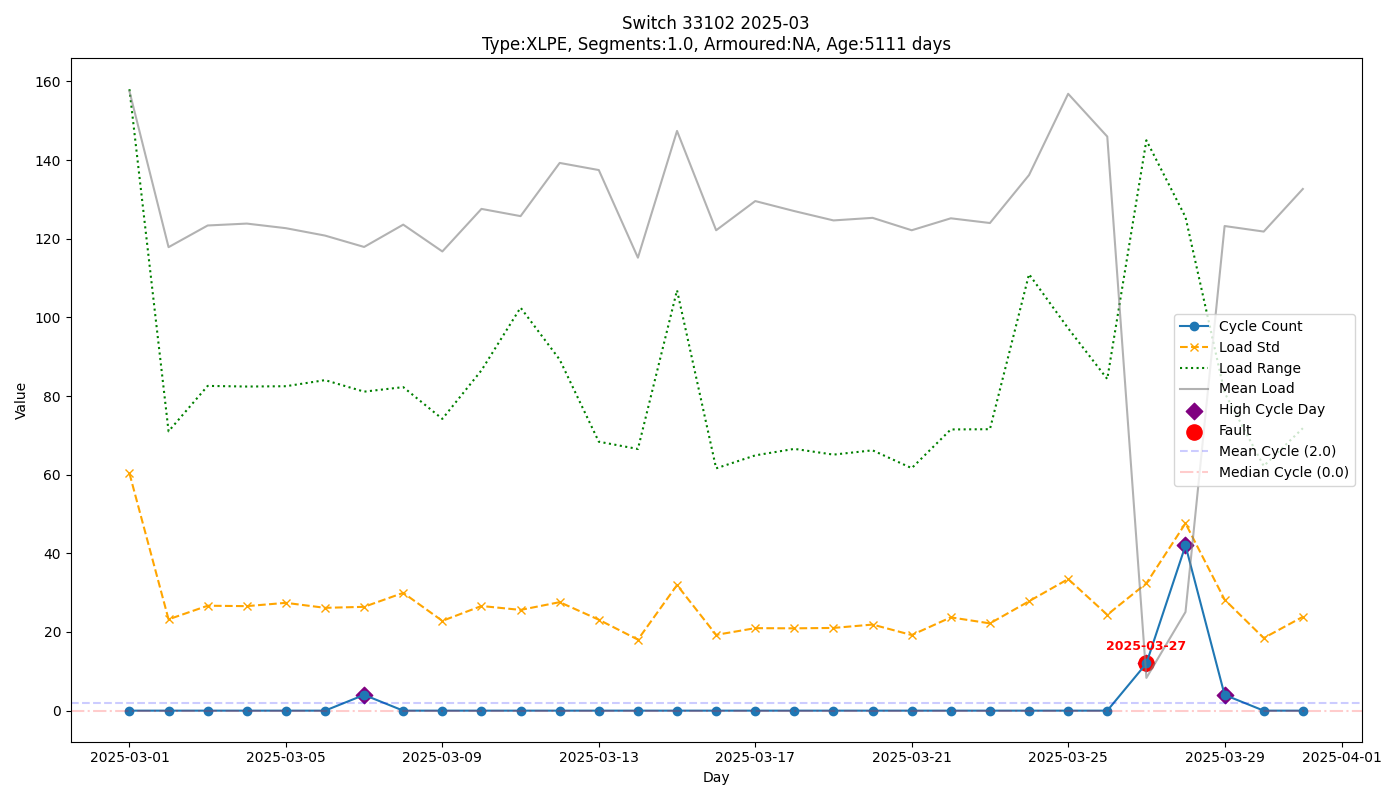 Switch 33102 2025-03
Type:XLPE, Segments:1.0, Armoured:NA, Age:5111 days
Value
160
140
120
100
80
60
40
20
0
Cycle Count
Load Std
Load Range
Mean Load
High Cycle Day
Fault
Mean Cycle (2.0)
Median Cycle (0.0)
2025-03-27
2025-03-01
2025-03-05
2025-03-09
2025-03-13
2025-03-17
2025-03-21
2025-03-25
2025-03-29
2025-04-01
Day